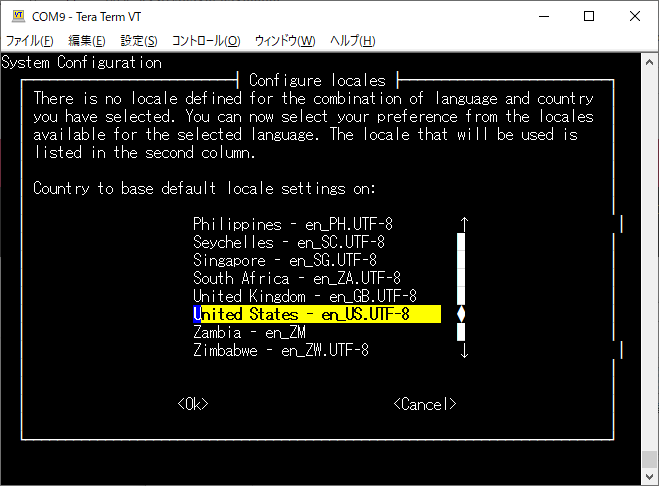 COM9 - Tera Term VT
ファイル(F) 編集(E) 設定(S) コントロール(O) ウィンドウ(W) ヘルプ(H)
System Configuration
Configure locales
There is no locale defined for the combination of language and country
you have selected. You can now select your preference from the locales
available for the selected language. The locale that will be used is
listed in the second column.
Country to base default locale settings on:
Philippines - en_PH.UTF-8
Seychelles - en_SC.UTF-8
Singapore - en_SG.UTF-8
South Africa - en_ZA.UTF-8
United Kingdom - en_GB.UTF-8
United States - en_US.UTF-8
Zambia - en_ZM
Zimbabwe - en_ZW.UTF-8
<Ok> <Cancel>